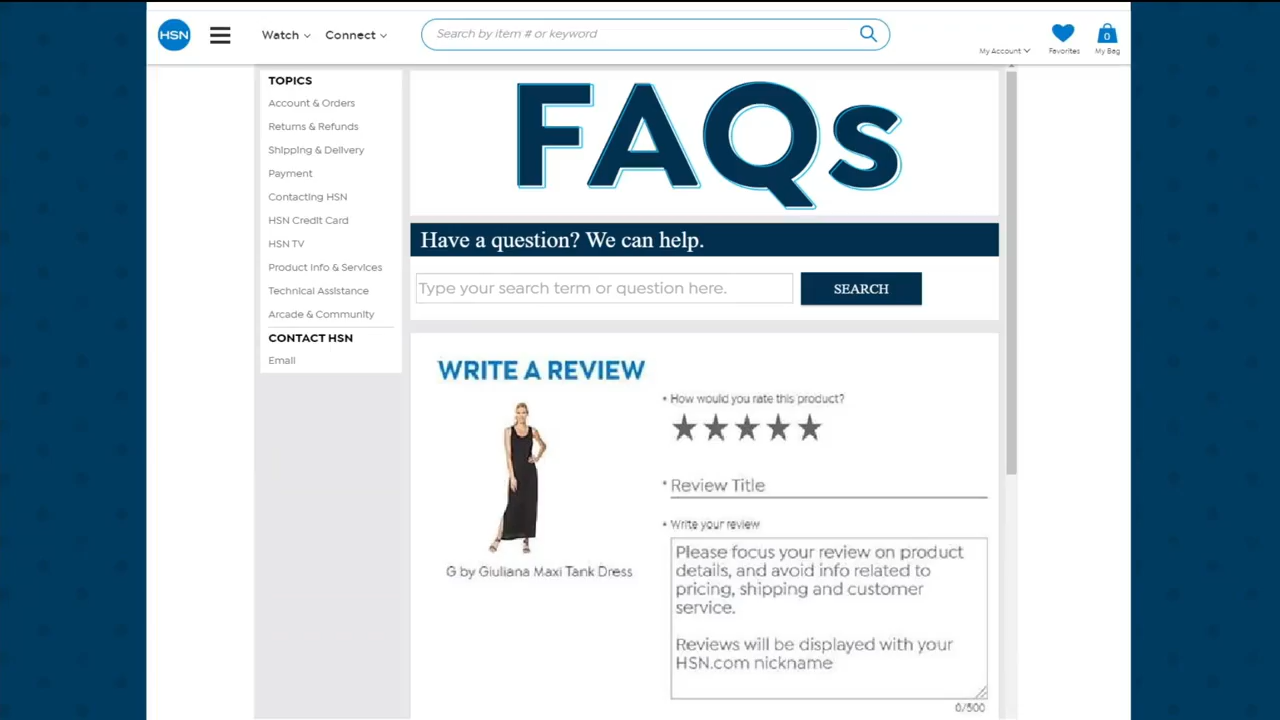 HSN
Watch
Connect
Search by item # or keyword
My Account
Favorites
0
My Bag
TOPICS
Account & Orders
Returns & Refunds
Shipping & Delivery
Payment
Contacting HSN
HSN Credit Card
HSN TV
Product Info & Services
Technical Assistance
Arcade & Community
CONTACT HSN
Email
FAQs
Have a question? We can help.
Type your search term or question here.
SEARCH
WRITE A REVIEW
G by Giuliana Maxi Tank Dress
* How would you rate this product?
* Review Title
* Write your review
Please focus your review on product
details, and avoid info related to
pricing, shipping and customer
service.
Reviews will be displayed with your
HSN.com nickname
0/500